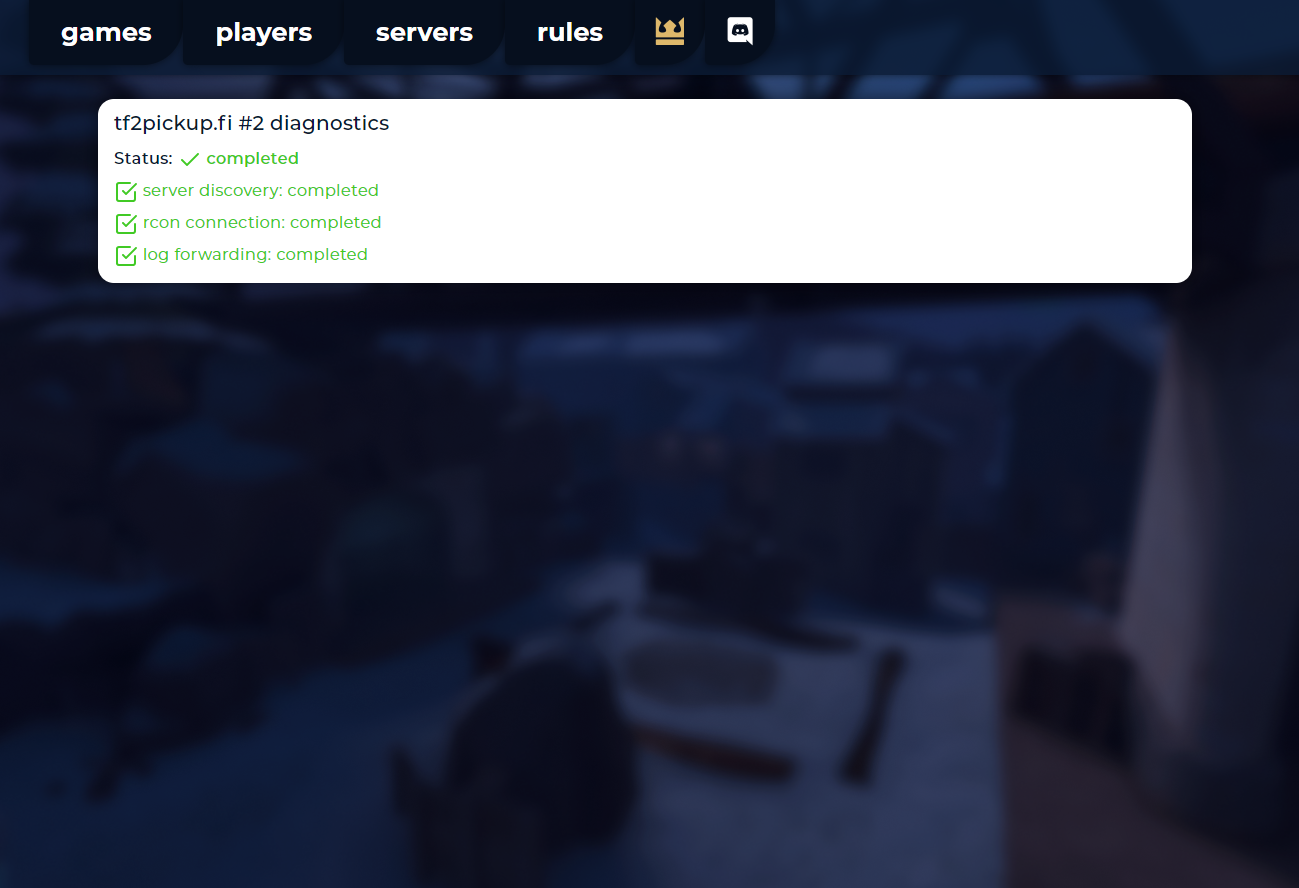 games players servers rules
tf2pickup.fi #2 diagnostics
Status: completed
server discovery: completed
rcon connection: completed
log forwarding: completed